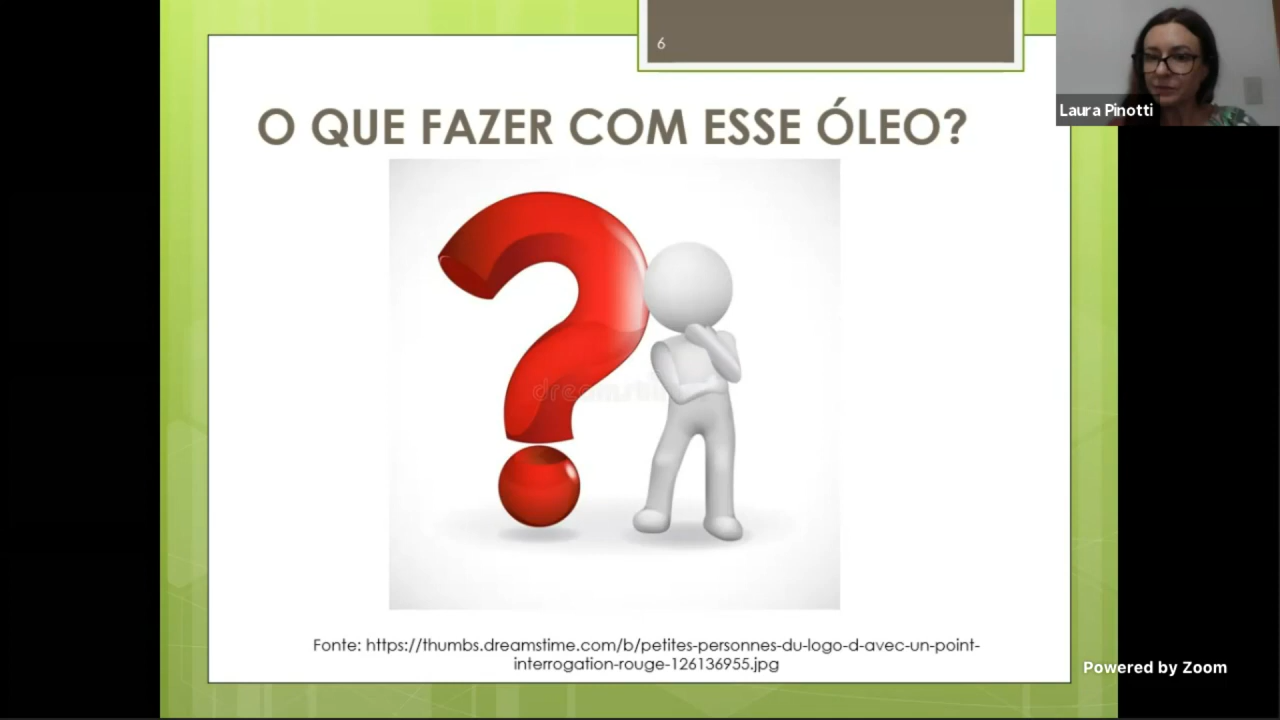 6
Laura Pinotti
O QUE FAZER COM ESSE ÓLEO?
dreamstime
Fonte: https://thumbs.dreamstime.com/b/petites-personnes-du-logo-d-avec-un-point-
interrogation-rouge-126136955.jpg
Powered by Zoom